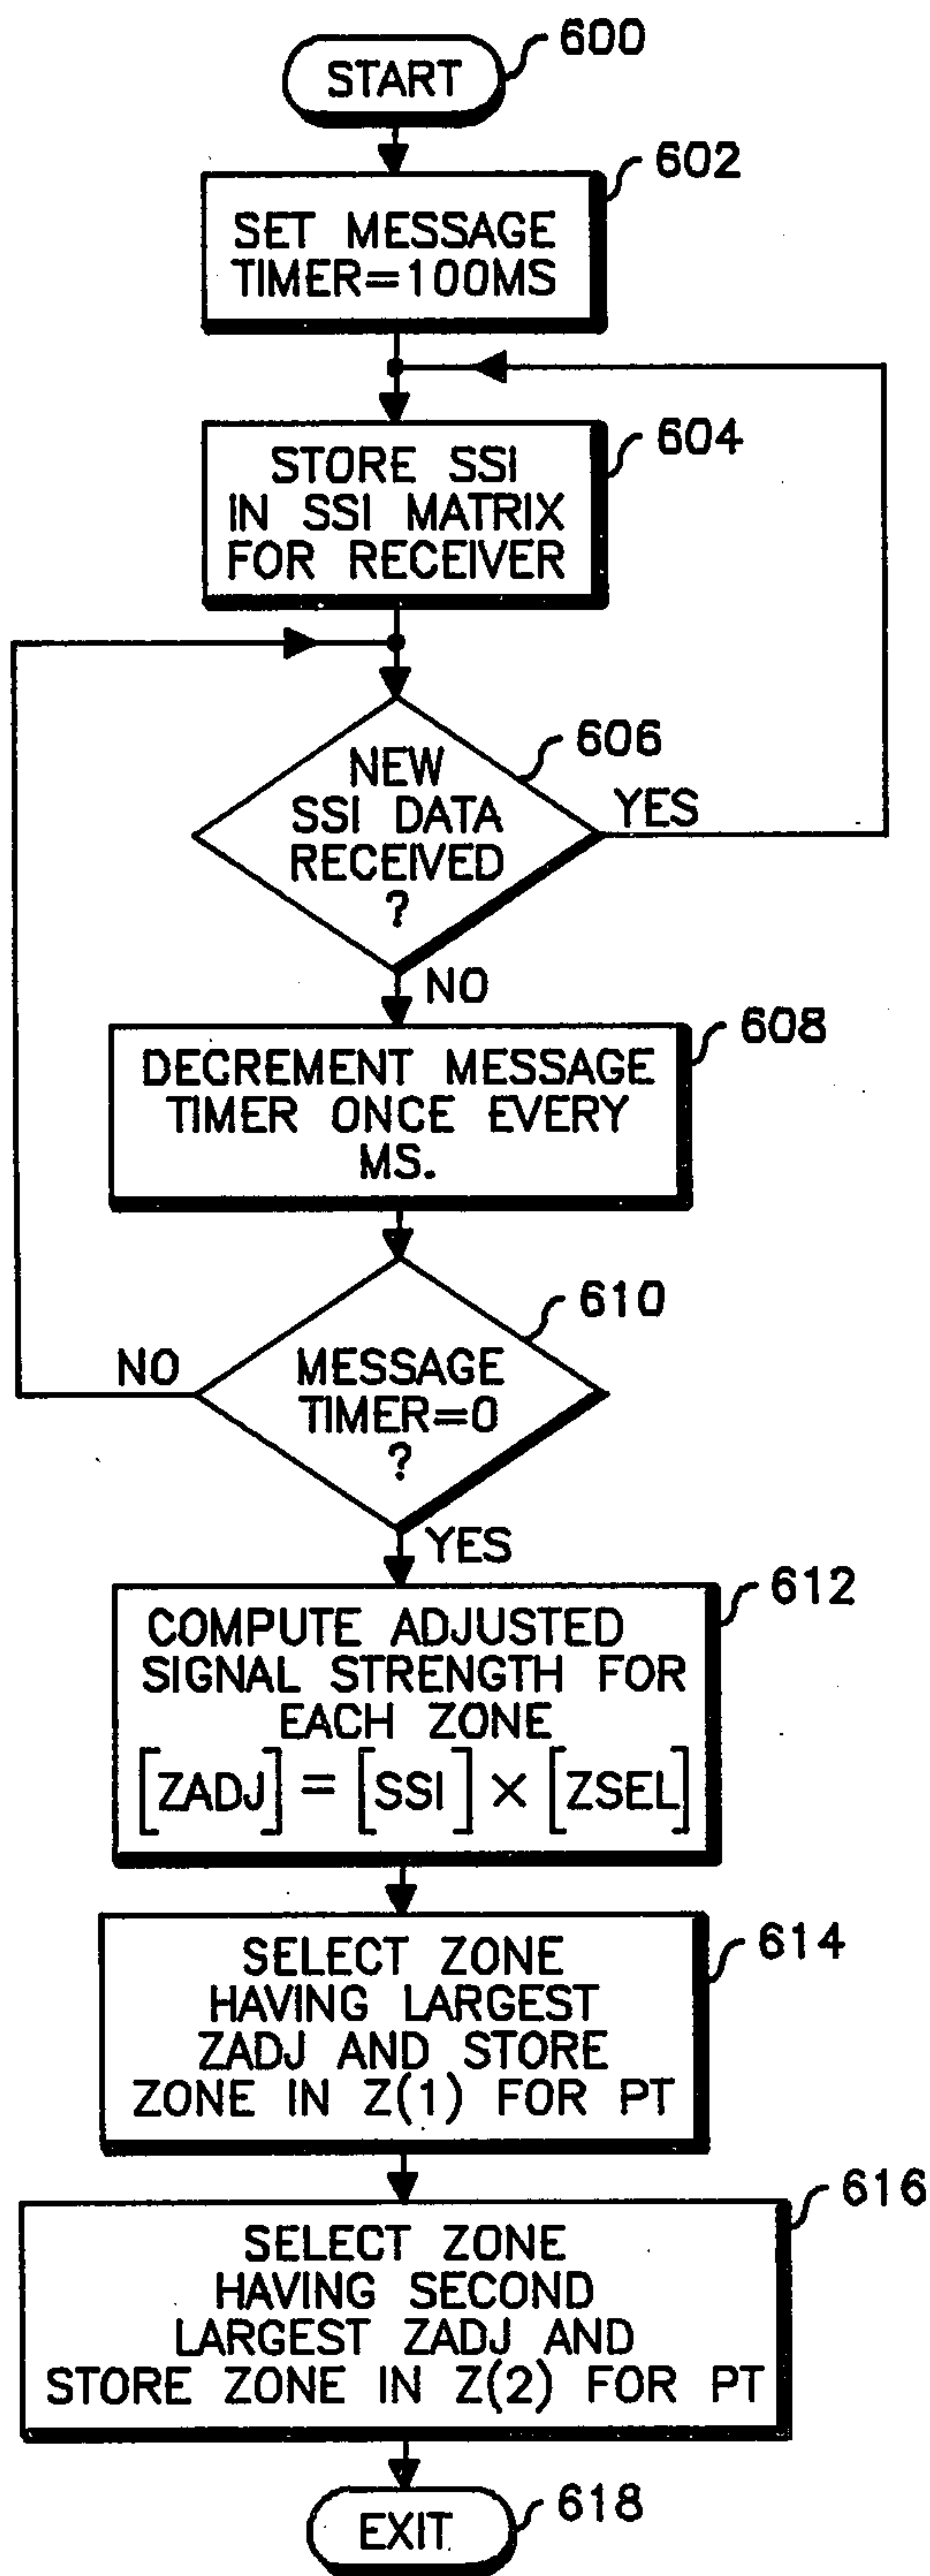 START
600
602
SET MESSAGE
TIMER=100MS
604
STORE SSI
IN SSI MATRIX
FOR RECEIVER
606
NEW
SSI DATA
RECEIVED
?
YES
NO
608
DECREMENT MESSAGE
TIMER ONCE EVERY
MS.
610
MESSAGE
TIMER=0
?
NO
YES
612
COMPUTE ADJUSTED
SIGNAL STRENGTH FOR
EACH ZONE
[ZADJ] = [SSI] × [ZSEL]
614
SELECT ZONE
HAVING LARGEST
ZADJ AND STORE
ZONE IN Z(1) FOR PT
616
SELECT ZONE
HAVING SECOND
LARGEST ZADJ AND
STORE ZONE IN Z(2) FOR PT
EXIT
618